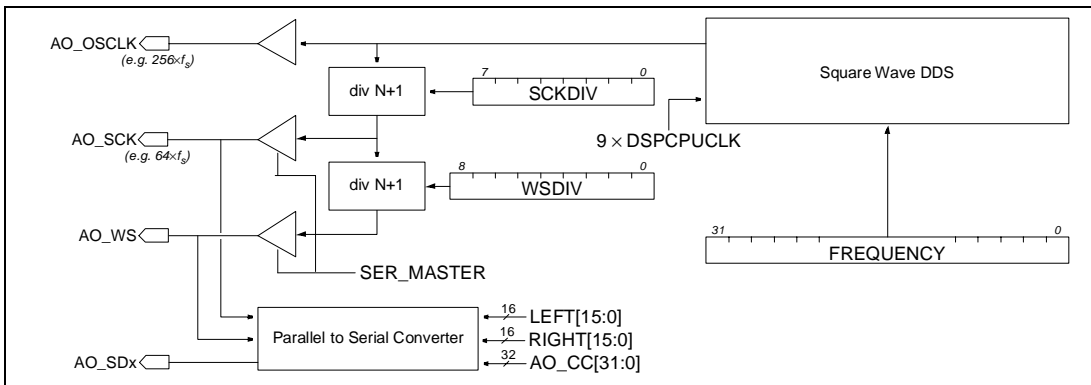 AO_OSCLK
(e.g. 256×fs)
Square Wave DDS
div N+1
7 0
SCKDIV
9 × DSPCPUCLK
AO_SCK
(e.g. 64×fs)
div N+1
8 0
WSDIV
AO_WS
SER_MASTER
31 0
FREQUENCY
Parallel to Serial Converter
16 LEFT[15:0]
16 RIGHT[15:0]
32 AO_CC[31:0]
AO_SDx